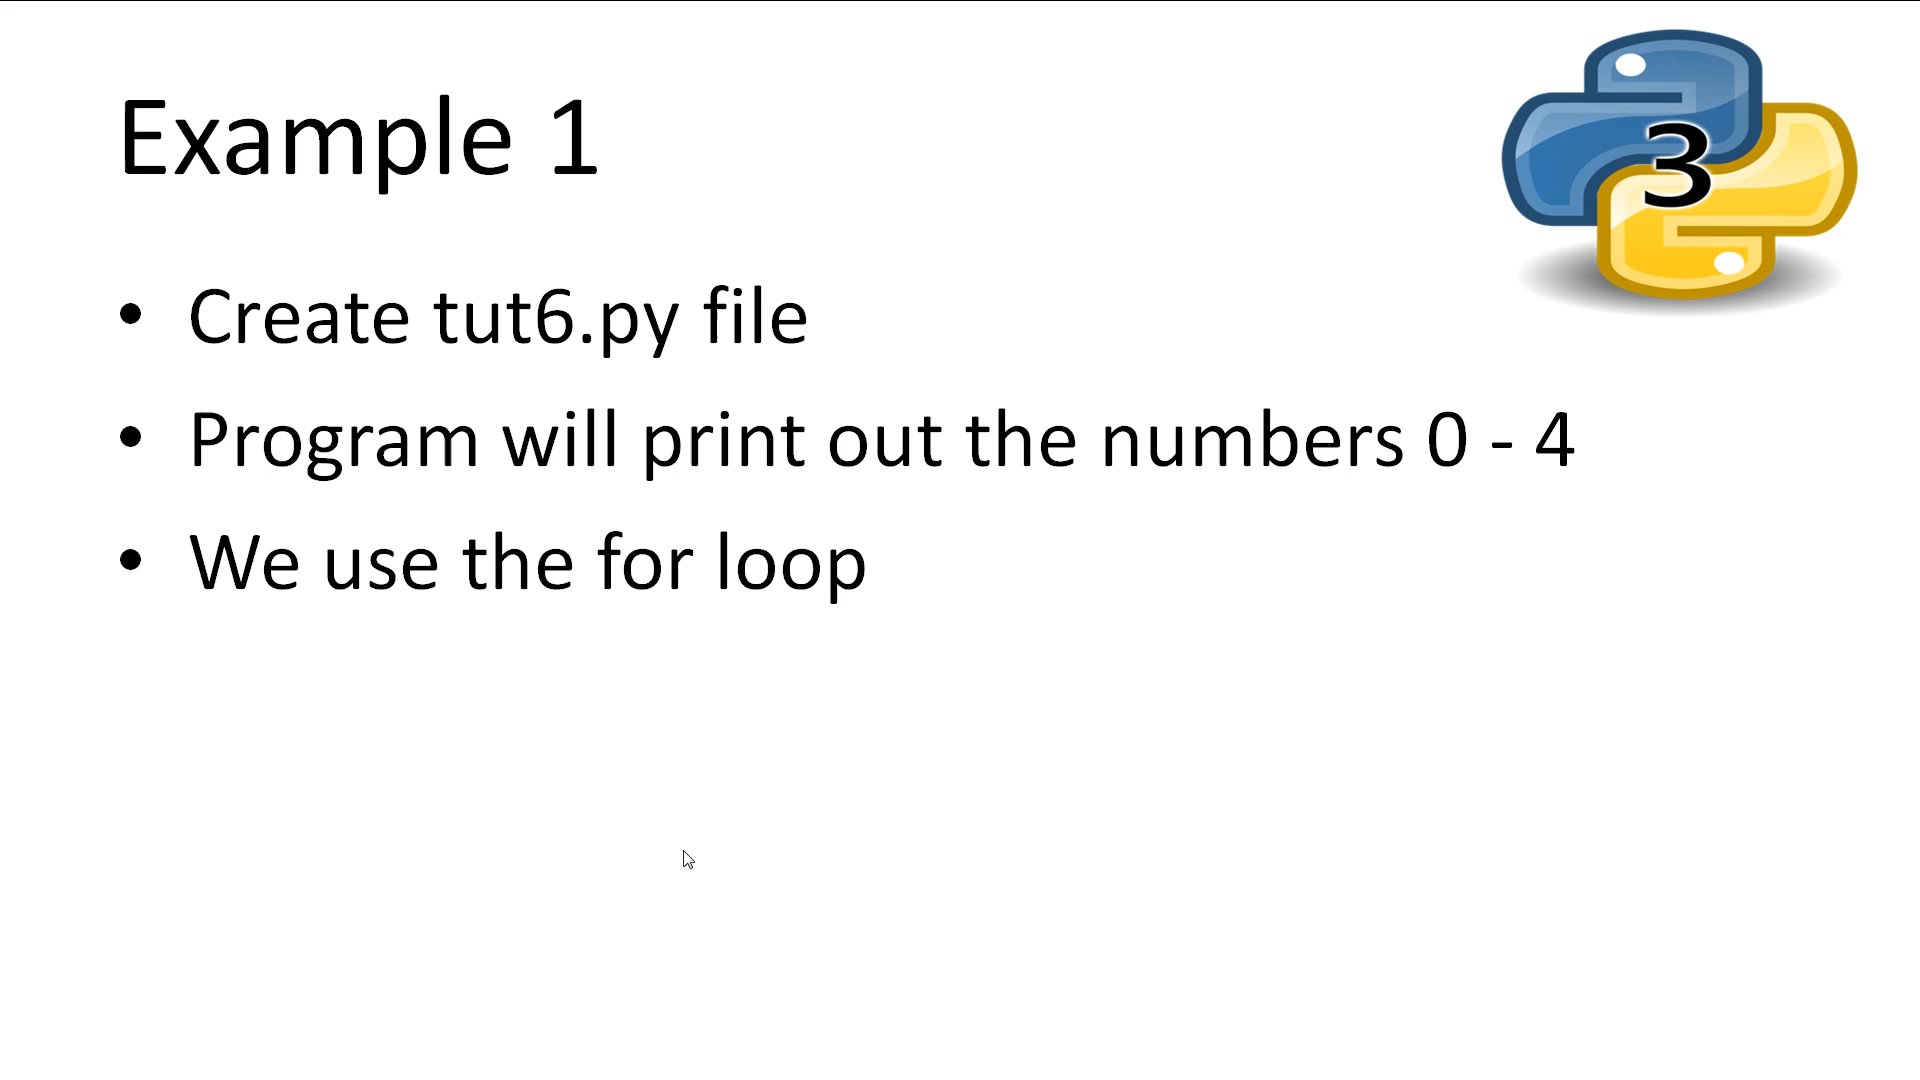 Example 1
3
• Create tut6.py file
• Program will print out the numbers 0 - 4
• We use the for loop